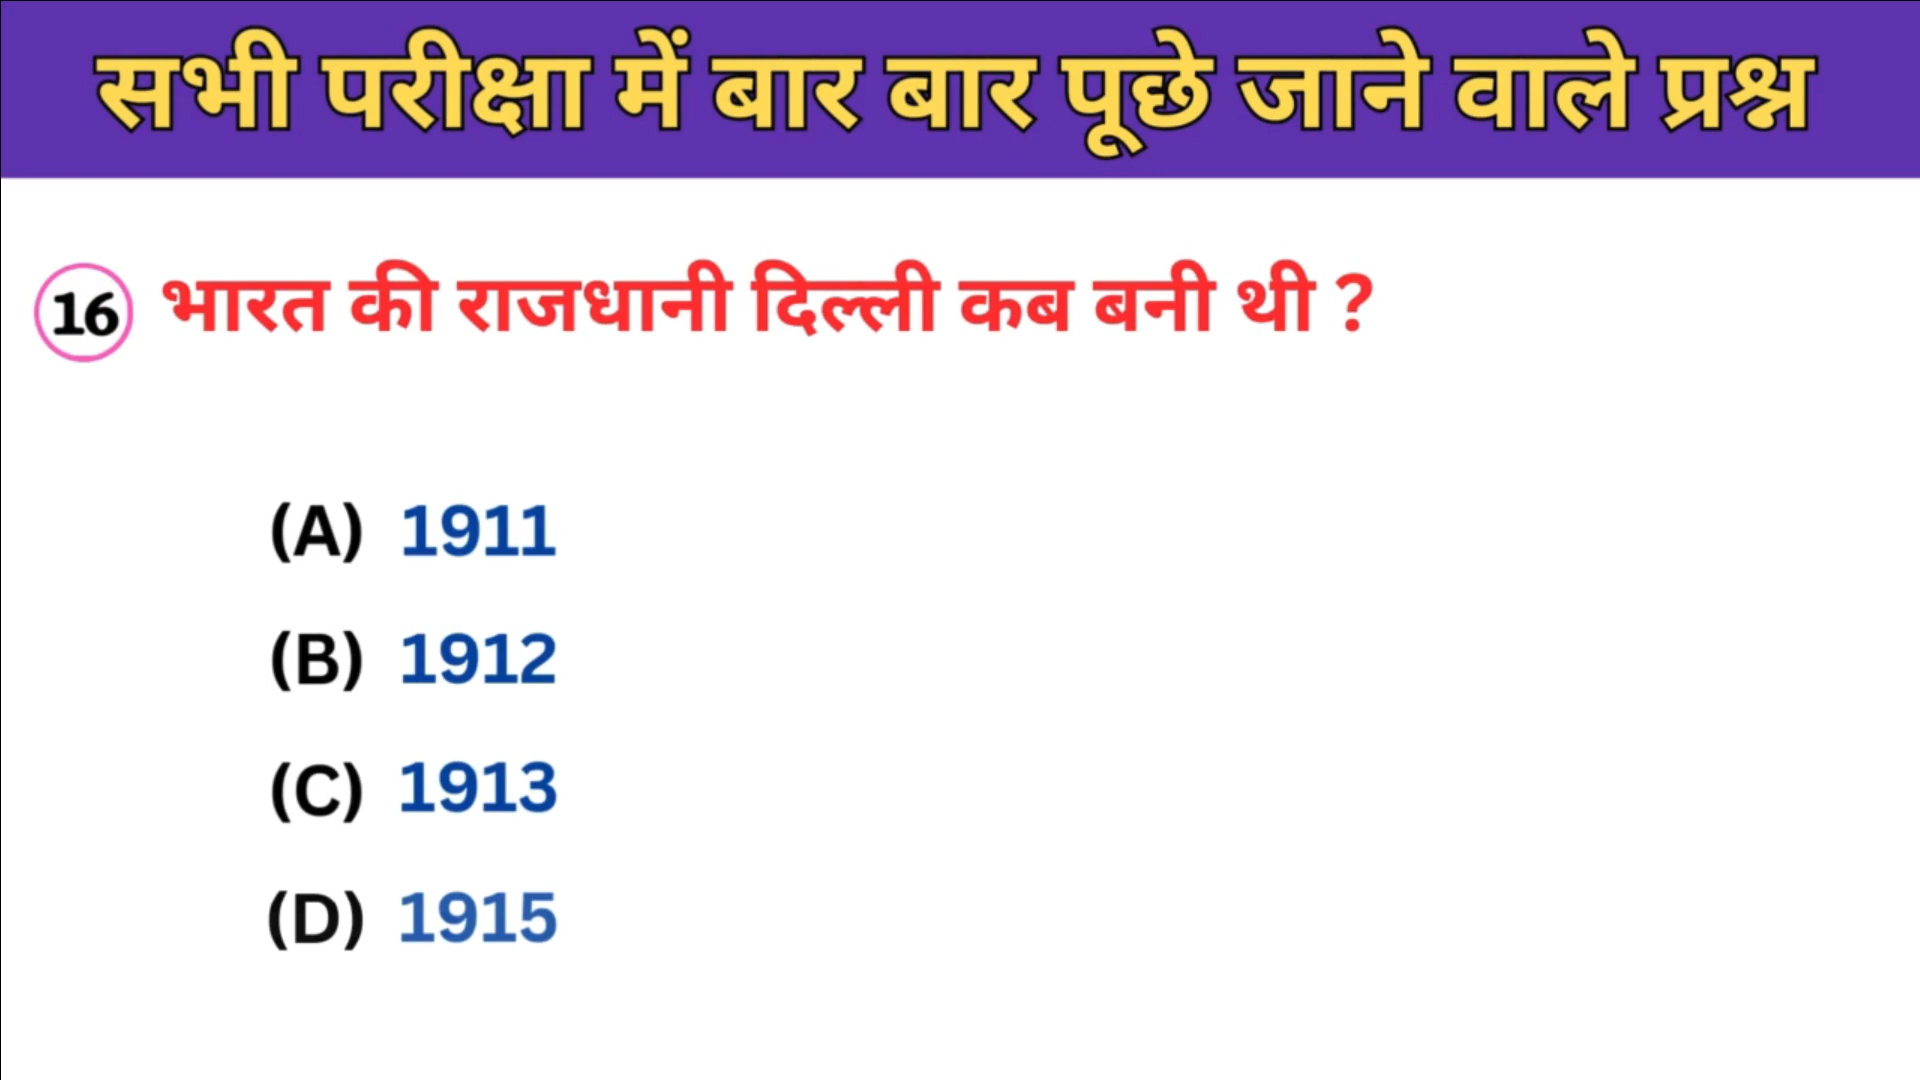 सभी परीक्षा में बार बार पूछे जाने वाले प्रश्न
16 भारत की राजधानी दिल्ली कब बनी थी ?
(A) 1911
(B) 1912
(C) 1913
(D) 1915